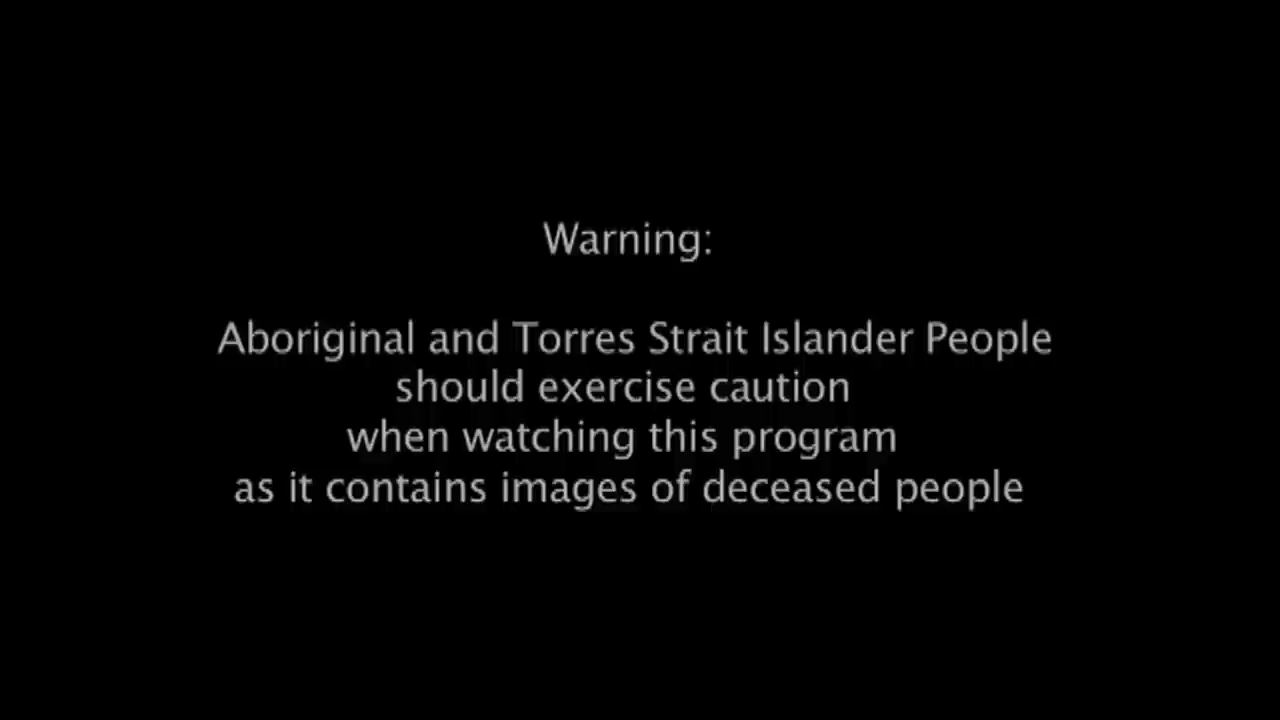 Warning:
Aboriginal and Torres Strait Islander People
should exercise caution
when watching this program
as it contains images of deceased people